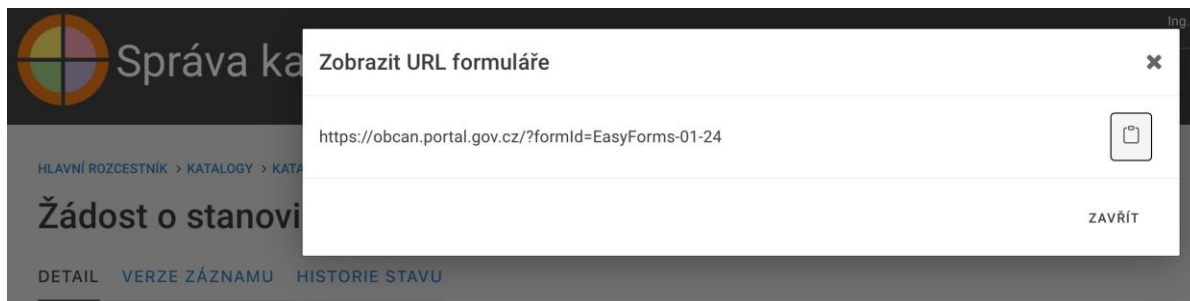 Ing.
Správa ka
Zobrazit URL formuláře
https://obcan.portal.gov.cz/?formId=EasyForms-01-24
HLAVNÍ ROZCESTNÍK > KATALOGY > KATA
Žádost o stanovi
ZAVŘÍT
DETAIL VERZE ZÁZNAMU HISTORIE STAVU